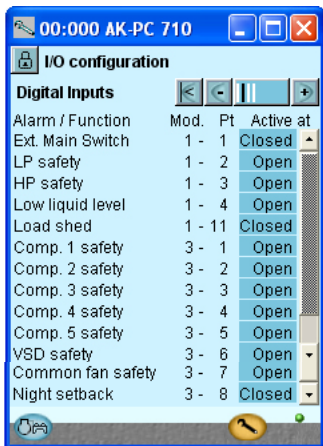 00:000 AK-PC 710
I/O configuration
Digital Inputs
Alarm / Function Mod. Pt Active at
Ext. Main Switch 1 - 1 Closed
LP safety 1 - 2 Open
HP safety 1 - 3 Open
Low liquid level 1 - 4 Open
Load shed 1 - 11 Closed
Comp. 1 safety 3 - 1 Open
Comp. 2 safety 3 - 2 Open
Comp. 3 safety 3 - 3 Open
Comp. 4 safety 3 - 4 Open
Comp. 5 safety 3 - 5 Open
VSD safety 3 - 6 Open
Common fan safety 3 - 7 Open
Night setback 3 - 8 Closed